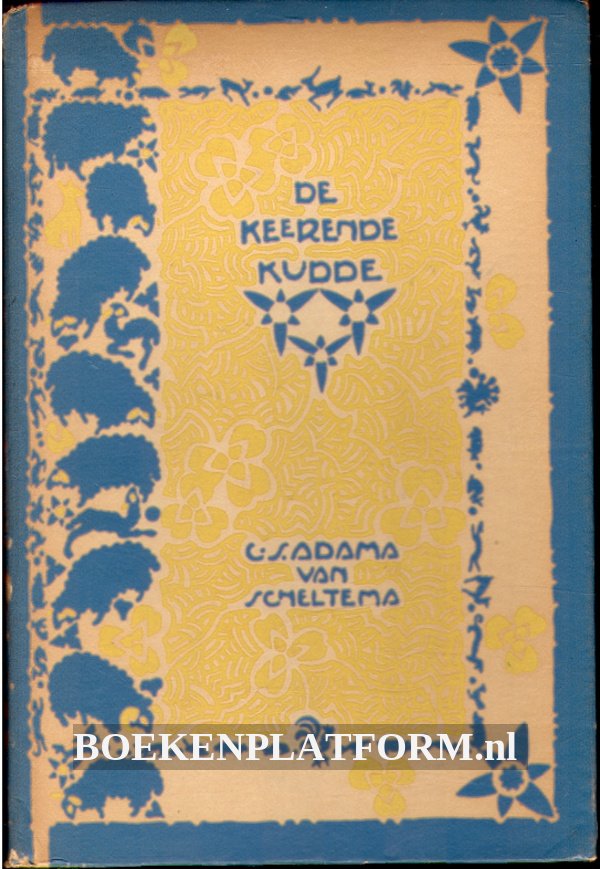 DE
KEERENDE
KUDDE
C.S. ADAMA
VAN
SCHELTEMA
BOEKENPLATFORM.nl